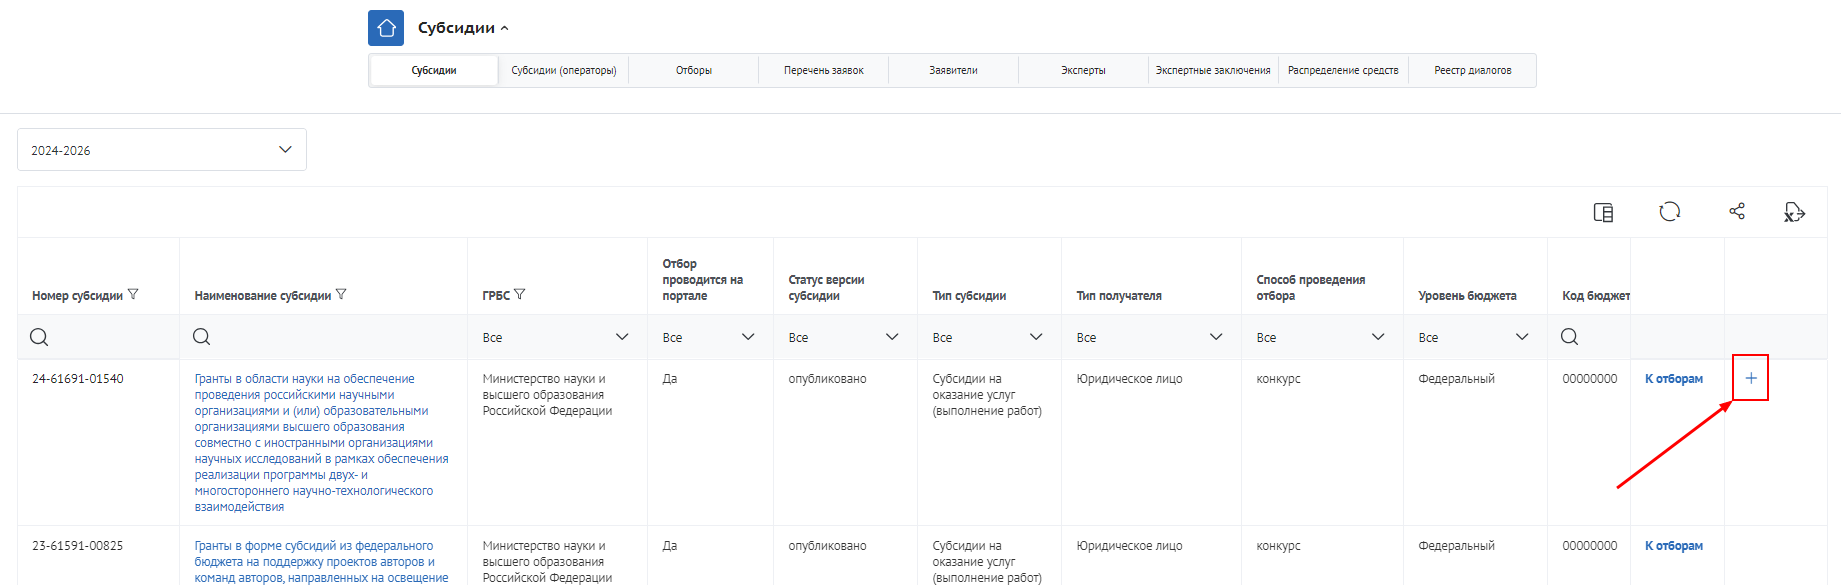 Субсидии
Субсидии
Субсидии (операторы)
Отборы
Перечень заявок
Заявители
Эксперты
Экспертные заключения
Распределение средств
Реестр диалогов
2024-2026
Номер субсидии
Наименование субсидии
ГРБС
Отбор
проводится на
портале
Статус версии
субсидии
Тип субсидии
Тип получателя
Способ проведения
отбора
Уровень бюджета
Код бюджет
Все
Все
Все
Все
Все
Все
Все
24-61691-01540
Гранты в области науки на обеспечение
проведения российскими научными
организациями и (или) образовательными
организациями высшего образования
совместно с иностранными организациями
научных исследований в рамках обеспечения
реализации программы двух- и
многостороннего научно-технологического
взаимодействия
Министерство науки и
высшего образования
Российской Федерации
Да
опубликовано
Субсидии на
оказание услуг
(выполнение работ)
Юридическое лицо
конкурс
Федеральный
00000000
К отборам
23-61591-00825
Гранты в форме субсидий из федерального
бюджета на поддержку проектов авторов и
команд авторов, направленных на освещение
Министерство науки и
высшего образования
Российской Федерации
Да
опубликовано
Субсидии на
оказание услуг
(выполнение работ)
Юридическое лицо
конкурс
Федеральный
00000000
К отборам